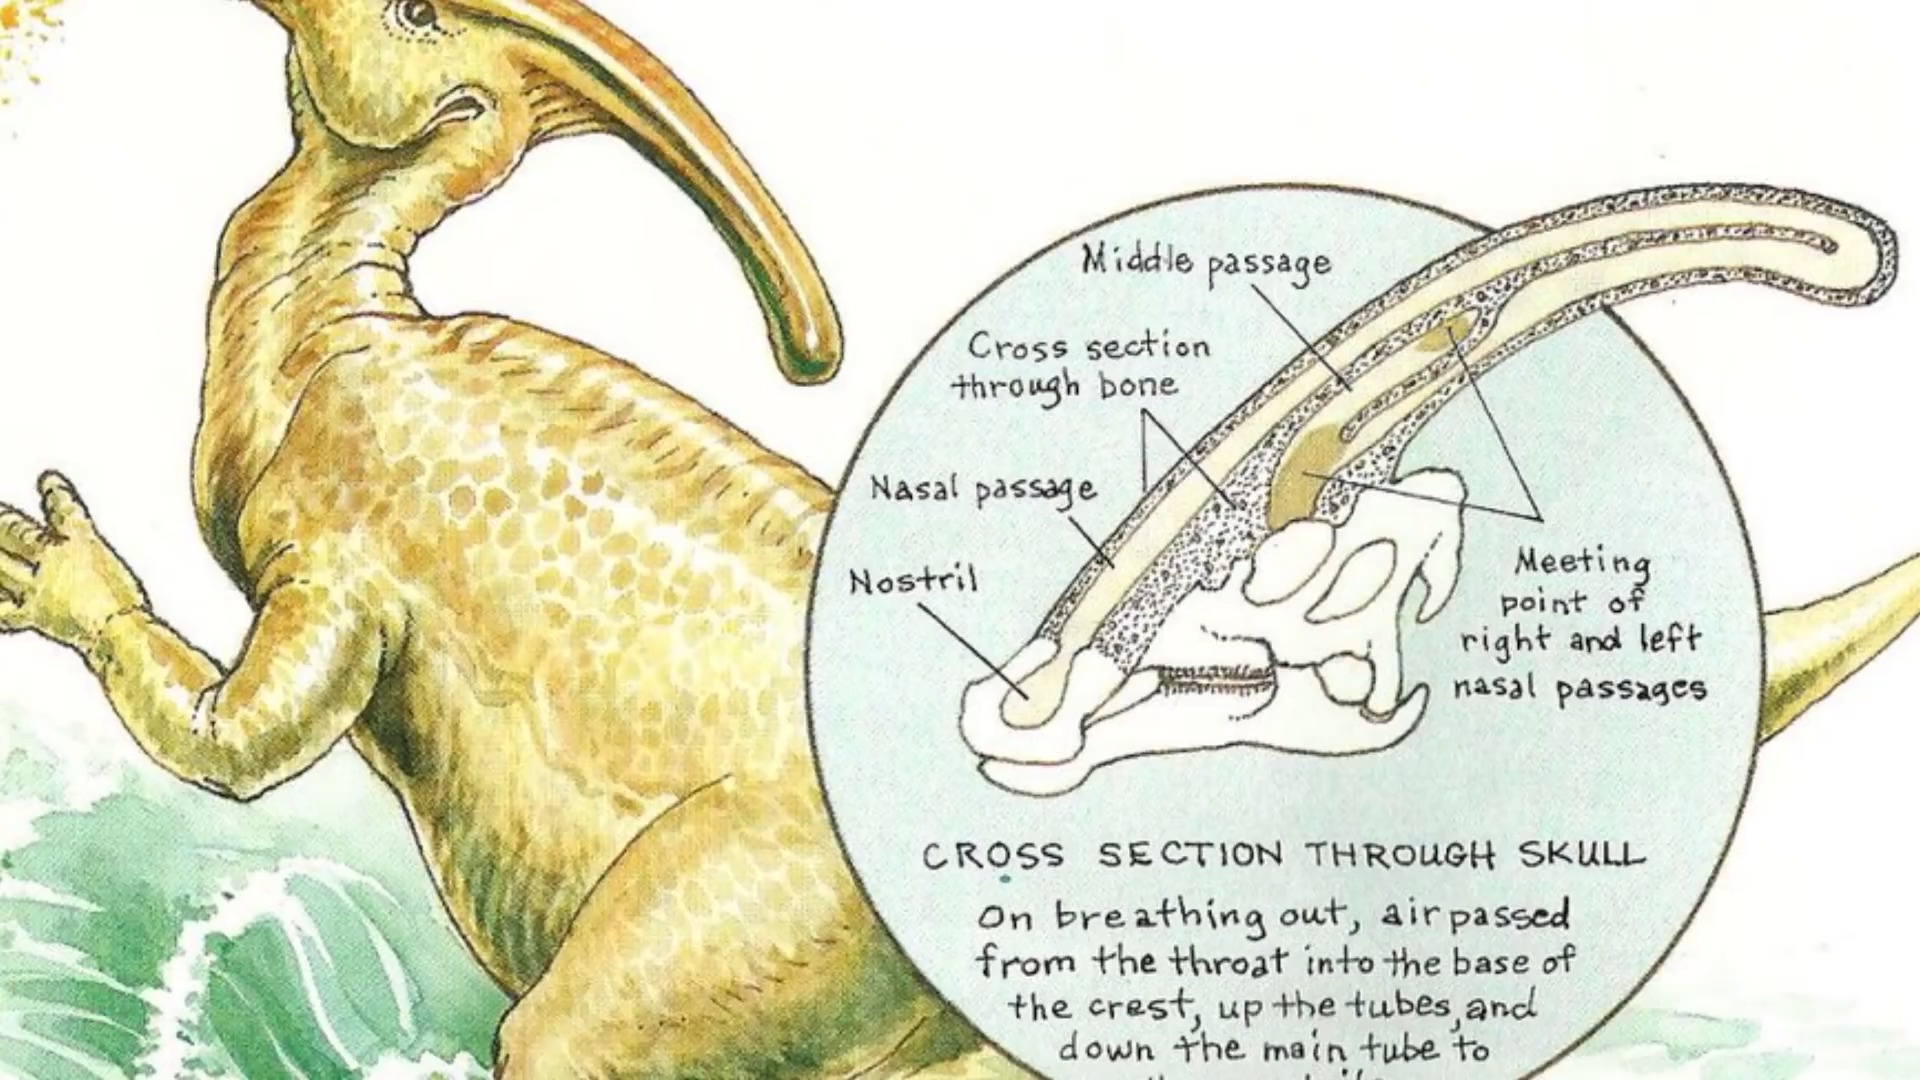 Middle passage
Cross section
through bone
Nasal passage
Nostril
Meeting
point of
right and left
nasal passages
CROSS SECTION THROUGH SKULL
On breathing out, air passed
from the throat into the base of
the crest, up the tubes, and
down the main tube to